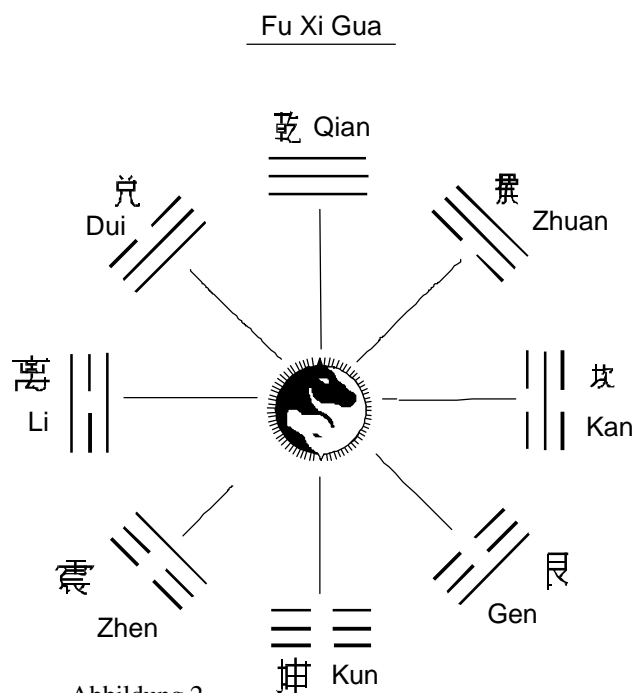 Fu Xi Gua
乾 Qian
兑
Dui
Zhuan
离
Li
坎
Kan
震
Zhen
艮
Gen
坤 Kun
Abbildung 2